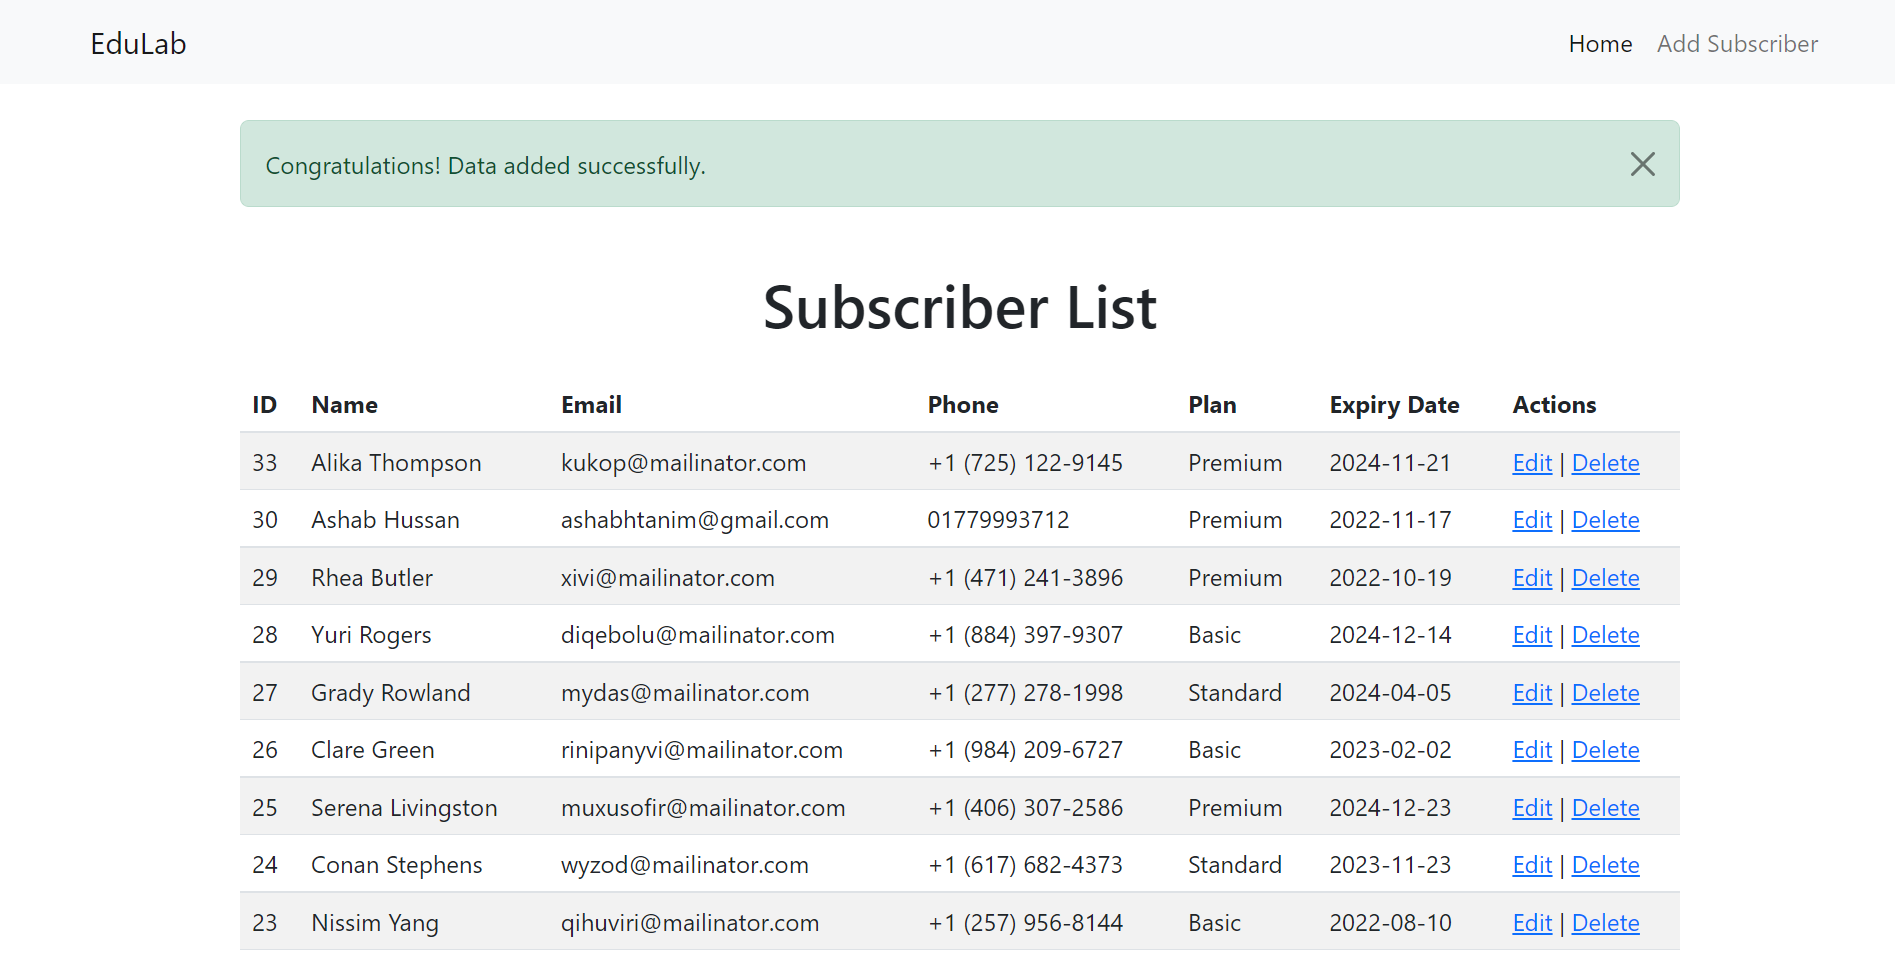 EduLab Home Add Subscriber
Congratulations! Data added successfully.
Subscriber List
ID Name Email Phone Plan Expiry Date Actions
33 Alika Thompson kukop@mailinator.com +1 (725) 122-9145 Premium 2024-11-21 Edit | Delete
30 Ashab Hussan ashabhtanim@gmail.com 01779993712 Premium 2022-11-17 Edit | Delete
29 Rhea Butler xivi@mailinator.com +1 (471) 241-3896 Premium 2022-10-19 Edit | Delete
28 Yuri Rogers diqebolu@mailinator.com +1 (884) 397-9307 Basic 2024-12-14 Edit | Delete
27 Grady Rowland mydas@mailinator.com +1 (277) 278-1998 Standard 2024-04-05 Edit | Delete
26 Clare Green rinipanyvi@mailinator.com +1 (984) 209-6727 Basic 2023-02-02 Edit | Delete
25 Serena Livingston muxusofir@mailinator.com +1 (406) 307-2586 Premium 2024-12-23 Edit | Delete
24 Conan Stephens wyzod@mailinator.com +1 (617) 682-4373 Standard 2023-11-23 Edit | Delete
23 Nissim Yang qihuviri@mailinator.com +1 (257) 956-8144 Basic 2022-08-10 Edit | Delete